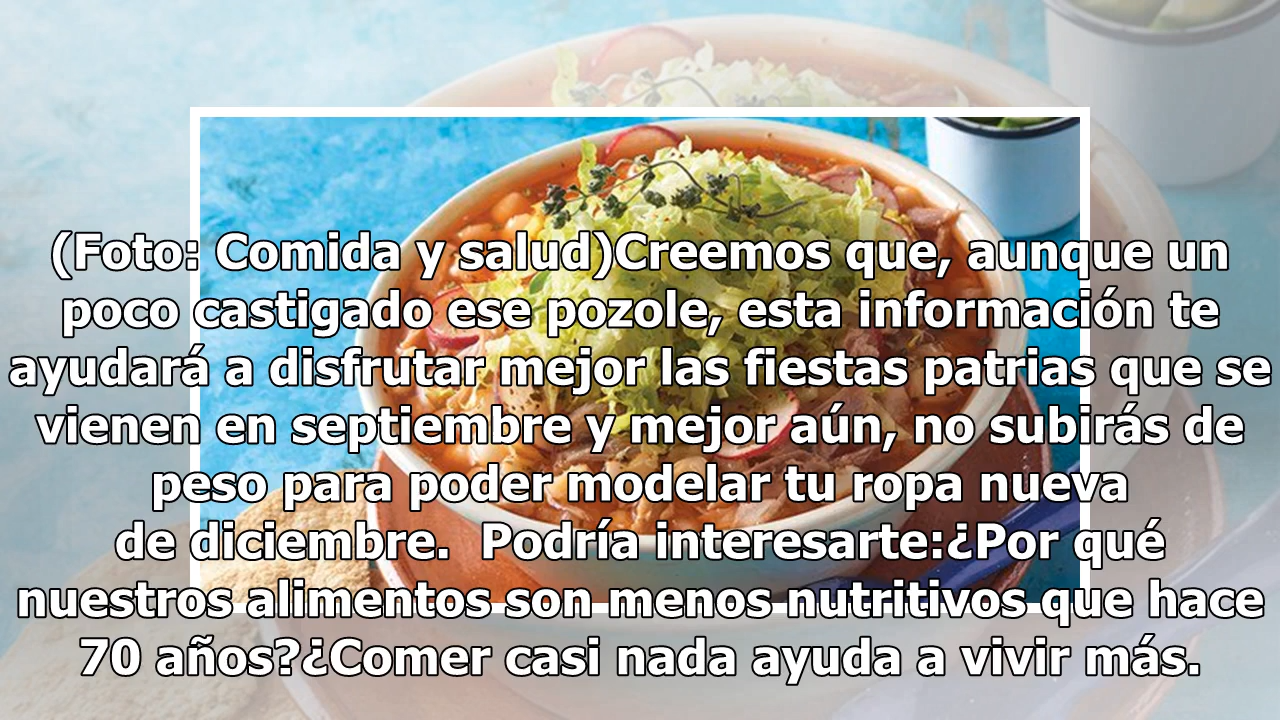 (Foto: Comida y salud)Creemos que, aunque un
poco castigado ese pozole, esta información te
ayudará a disfrutar mejor las fiestas patrias que se
vienen en septiembre y mejor aún, no subirás de
peso para poder modelar tu ropa nueva
de diciembre.  Podría interesarte:¿Por qué
nuestros alimentos son menos nutritivos que hace
70 años?¿Comer casi nada ayuda a vivir más.